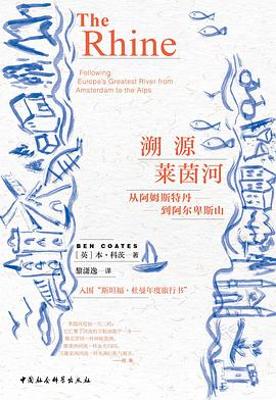 The
Rhine
Following
Europe's Greatest River from
Amsterdam to the Alps
溯源
莱茵河
从阿姆斯特丹
到阿尔卑斯山
BEN COATES
[英] 本·科茨 — 著
黎潇逸 — 译
入围“斯坦福·杜曼年度旅行书”
中国社会科学出版社